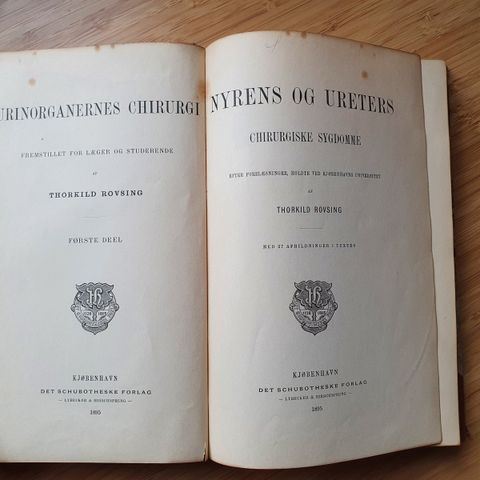 URINORGANERNES CHIRURGI
FREMSTILLET FOR LÆGER OG STUDERENDE
AF
THORKILD ROVSING
FØRSTE DEEL
KJØBENHAVN
DET SCHUBOTHESKE FORLAG
1895
NYRENS OG URETERS
CHIRURGISKE SYGDOMME
EFTER FORELÆSNINGER, HOLDTE VED KJØBENHAVNS UNIVERSITET
AF
THORKILD ROVSING
MED 37 AFBILDNINGER I TEXTEN
KJØBENHAVN
DET SCHUBOTHESKE FORLAG
1895